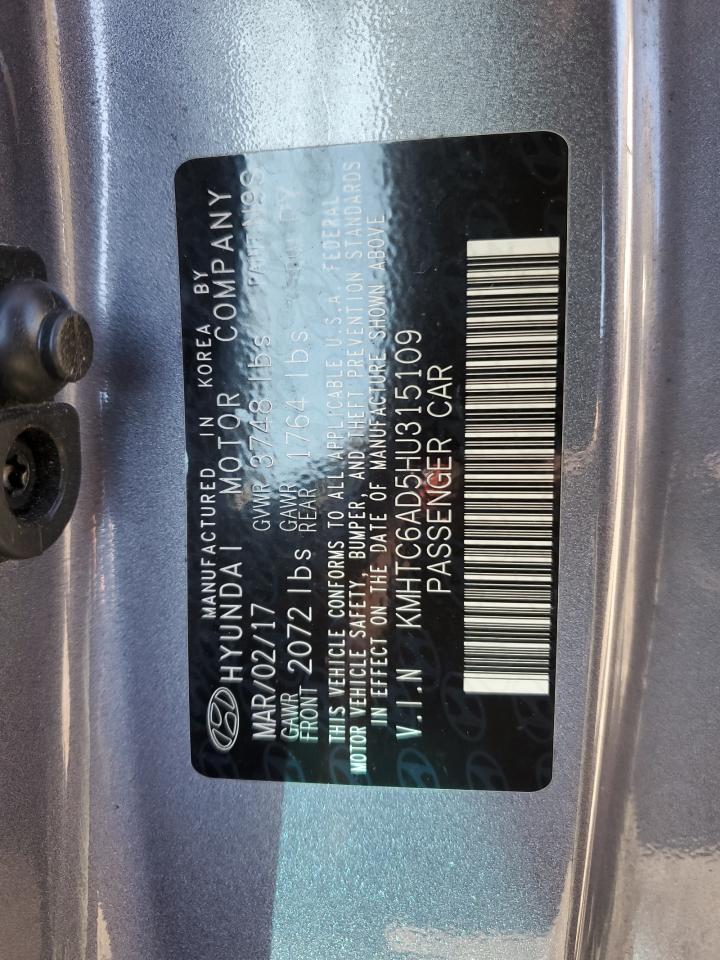 MANUFACTURED IN KOREA BY
HYUNDAI MOTOR COMPANY
MAR/02/17 GVWR 3748 lbs PAINT:N9S
GAWR FRONT 2072 lbs GAWR REAR 1764 lbs
THIS VEHICLE CONFORMS TO ALL APPLICABLE U.S.A FEDERAL
MOTOR VEHICLE SAFETY, BUMPER, AND THEFT PREVENTION STANDARDS
IN EFFECT ON THE DATE OF MANUFACTURE SHOWN ABOVE
V.I.N KMHTC6AD5HU315109
PASSENGER CAR